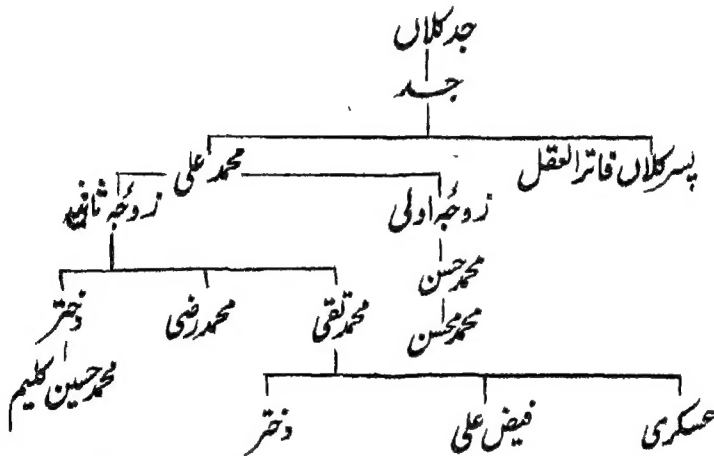 جد کلاں
جد
پسر کلاں فاتر العقل محمد علی
زوجۂ اولی زوجۂ ثانیہ
محمد حسن
محمد محسن محمد تقی محمد رضی دختر
محمد حسین کلیم
عسکری فیض علی دختر